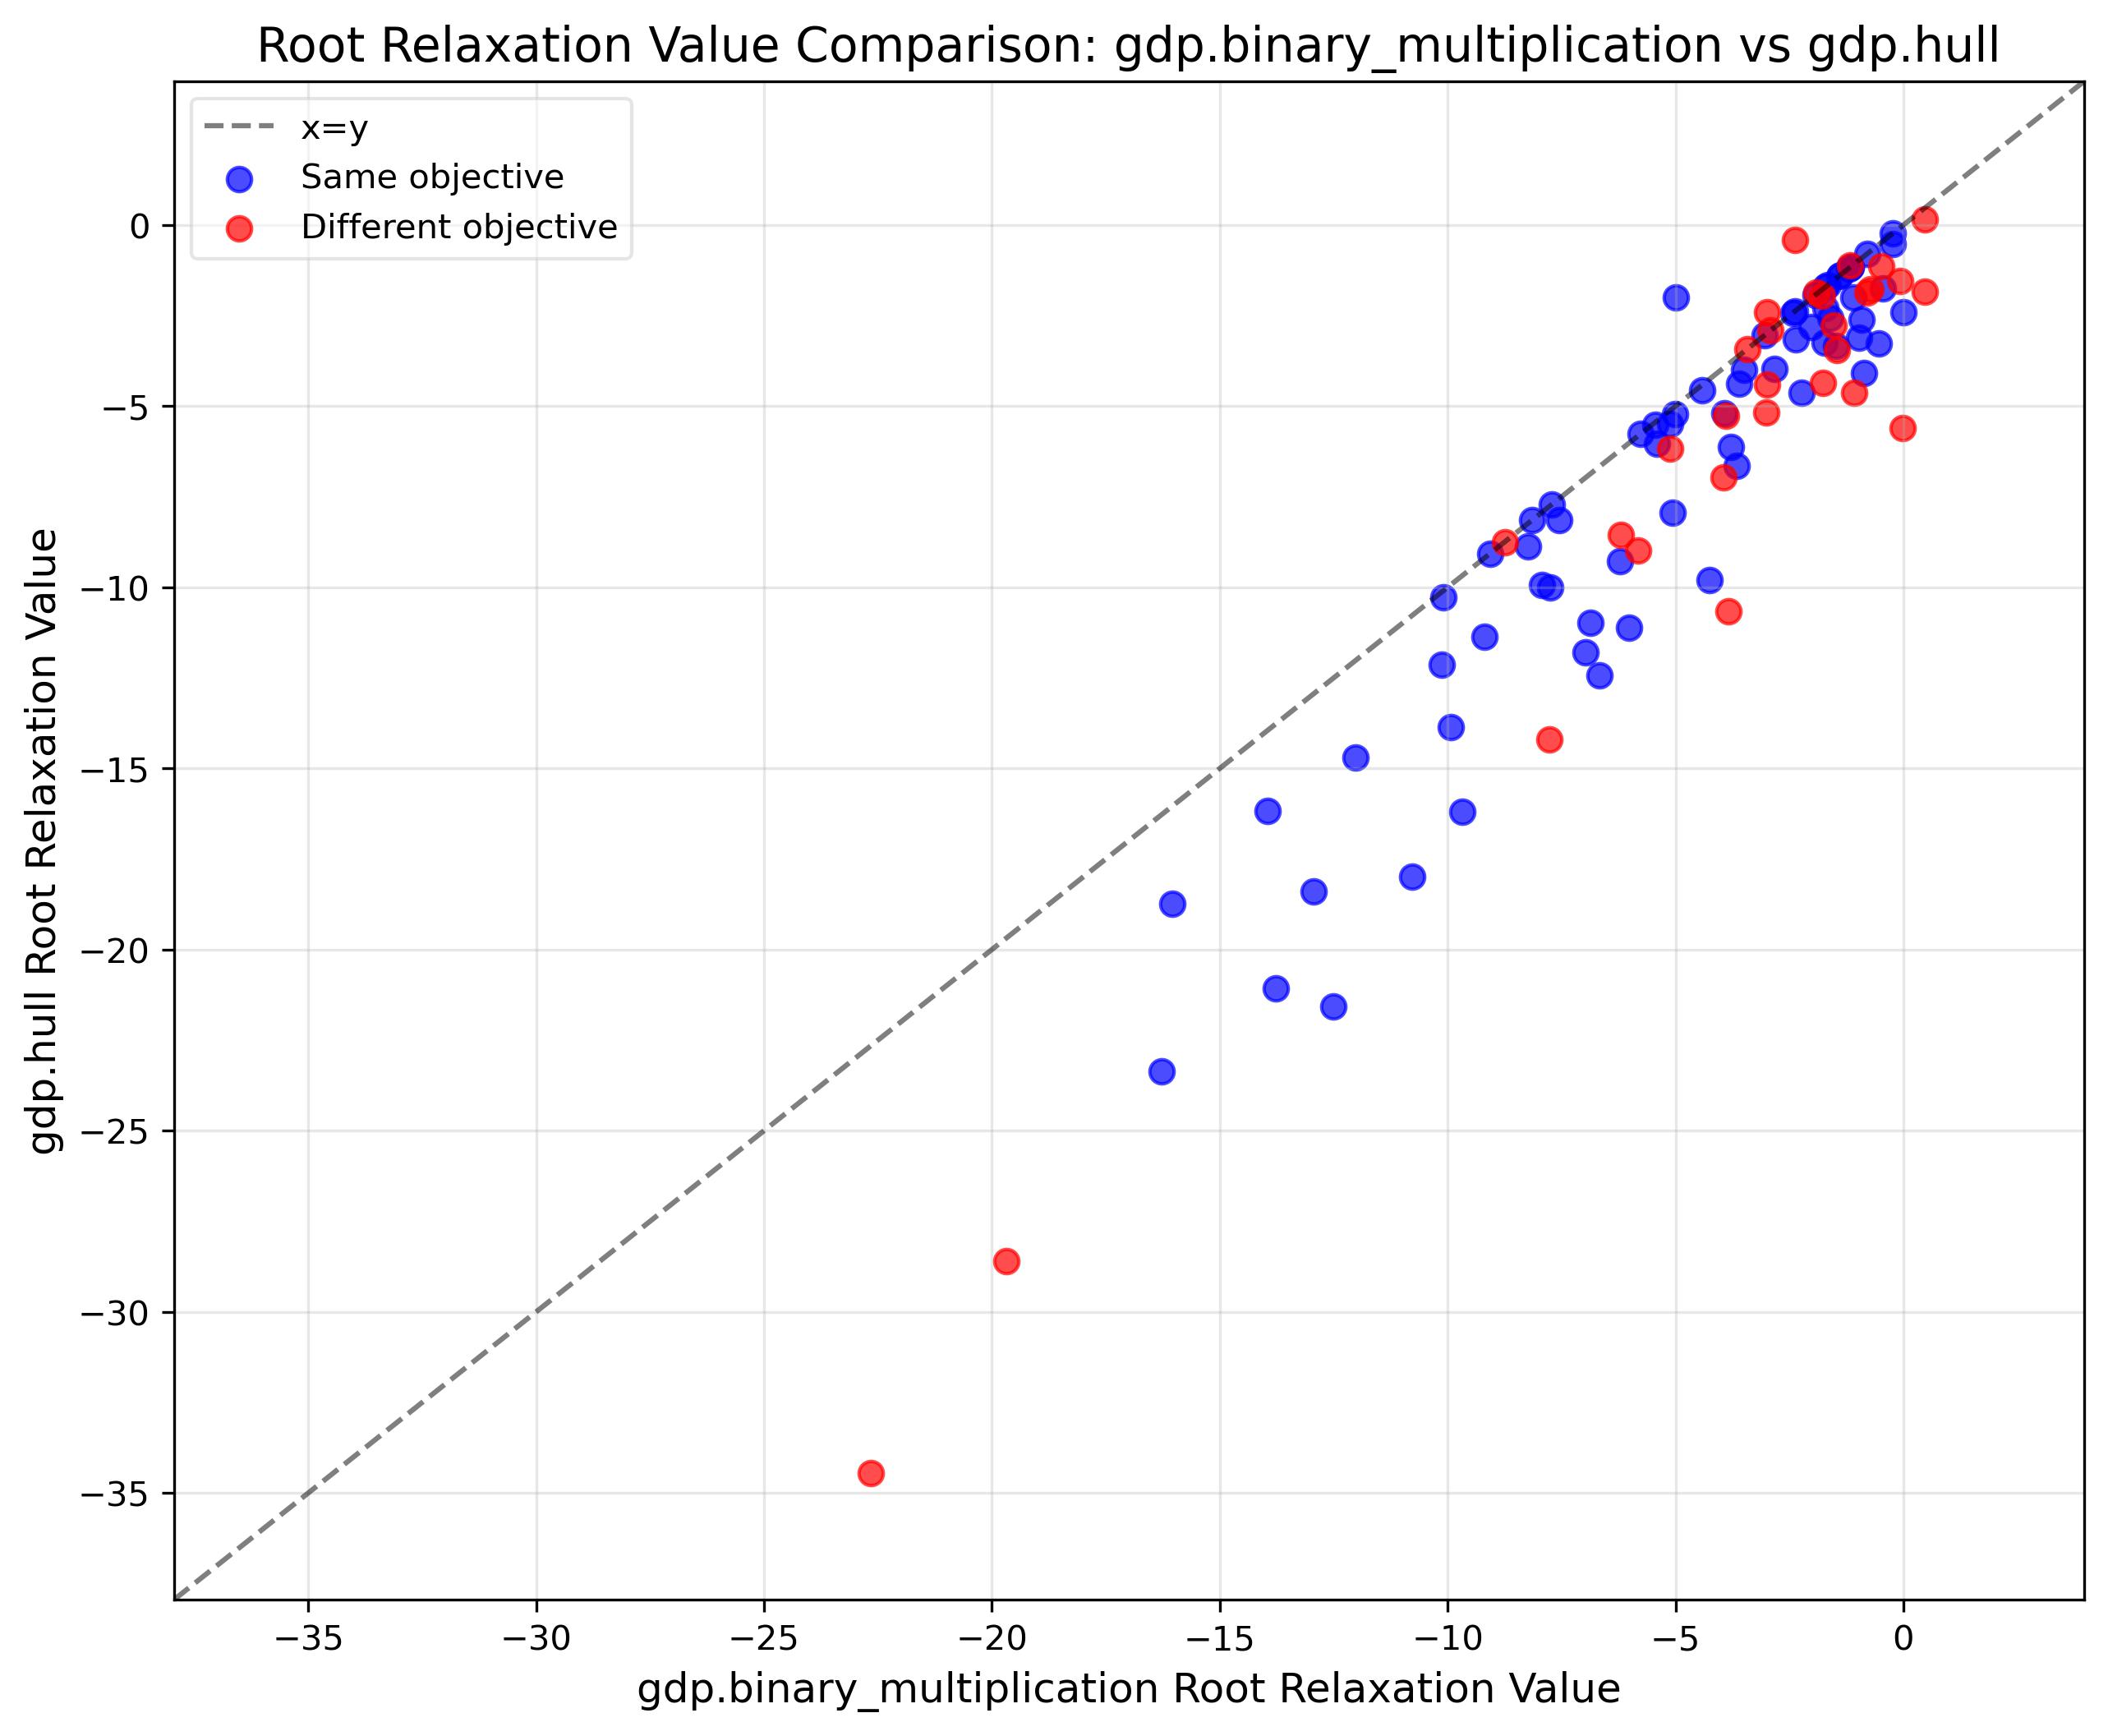 Root Relaxation Value Comparison: gdp.binary_multiplication vs gdp.hull
x=y
Same objective
Different objective
gdp.hull Root Relaxation Value
0
−5
−10
−15
−20
−25
−30
−35
−35
−30
−25
−20
−15
−10
−5
0
gdp.binary_multiplication Root Relaxation Value